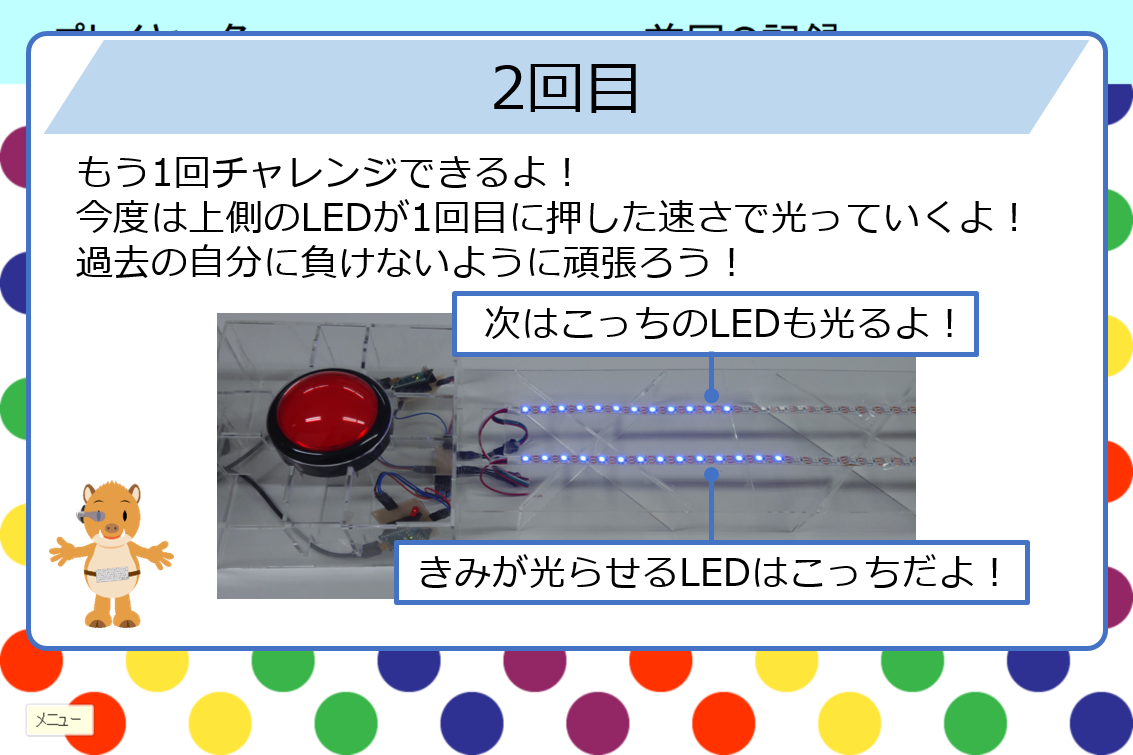 2回目
もう1回チャレンジできるよ！
今度は上側のLEDが1回目に押した速さで光っていくよ！
過去の自分に負けないように頑張ろう！
次はこっちのLEDも光るよ！
きみが光らせるLEDはこっちだよ！
メニュー